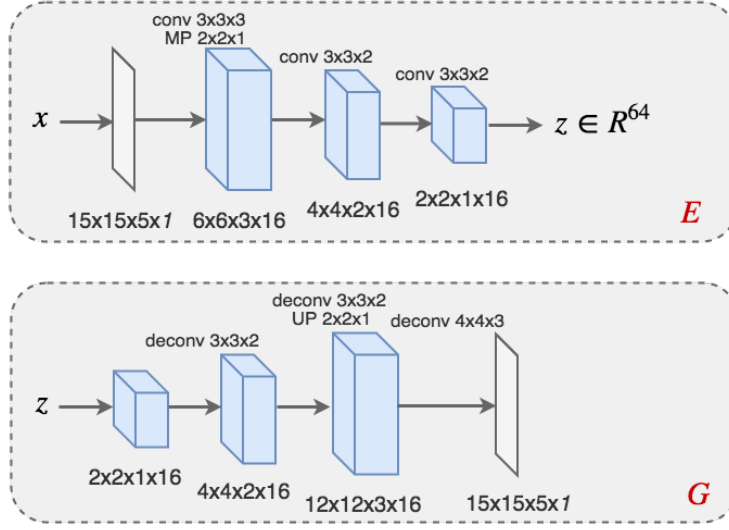 conv 3x3x3
MP 2x2x1
conv 3x3x2
conv 3x3x2
x
z ∈ R^64
15x15x5x1
6x6x3x16
4x4x2x16
2x2x1x16
E
deconv 3x3x2
UP 2x2x1
deconv 4x4x3
deconv 3x3x2
z
2x2x1x16
4x4x2x16
12x12x3x16
15x15x5x1
G